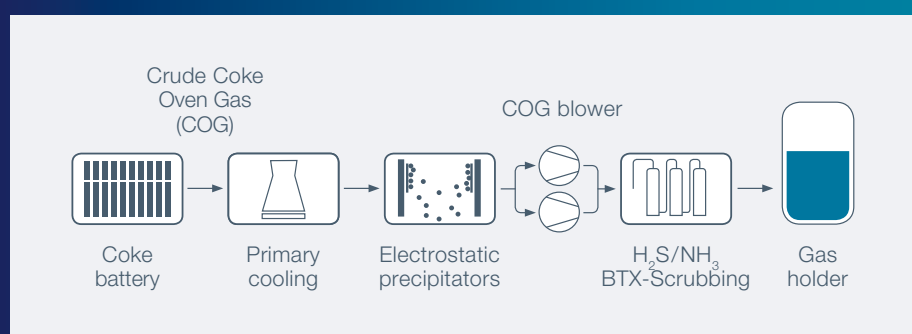 Crude Coke
Oven Gas
(COG)
COG blower
Coke
battery
Primary
cooling
Electrostatic
precipitators
H₂S/NH₃
BTX-Scrubbing
Gas
holder